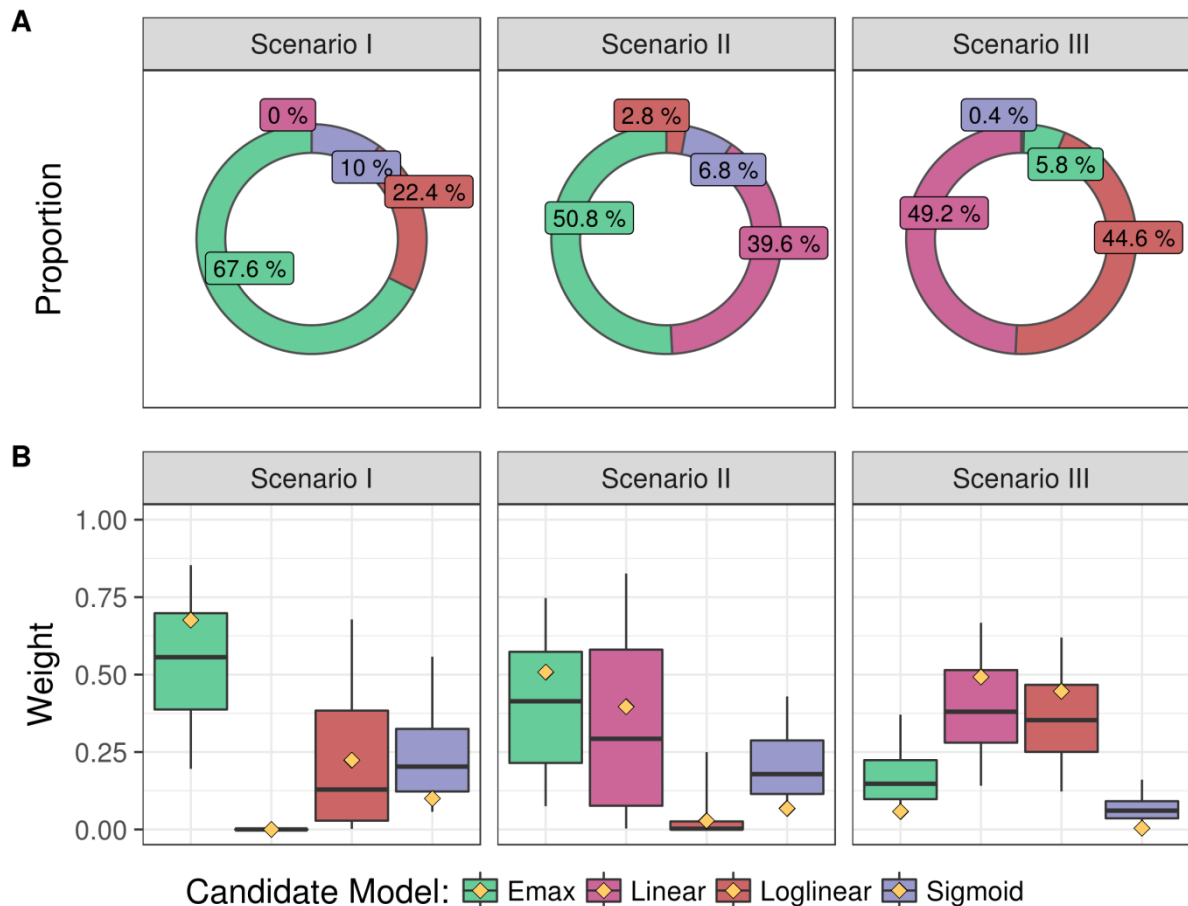 A
Scenario I
Scenario II
Scenario III
Proportion
0 %
10 %
22.4 %
67.6 %
2.8 %
6.8 %
50.8 %
39.6 %
0.4 %
5.8 %
49.2 %
44.6 %
B
Scenario I
Scenario II
Scenario III
Weight
1.00
0.75
0.50
0.25
0.00
Candidate Model: Emax Linear Loglinear Sigmoid